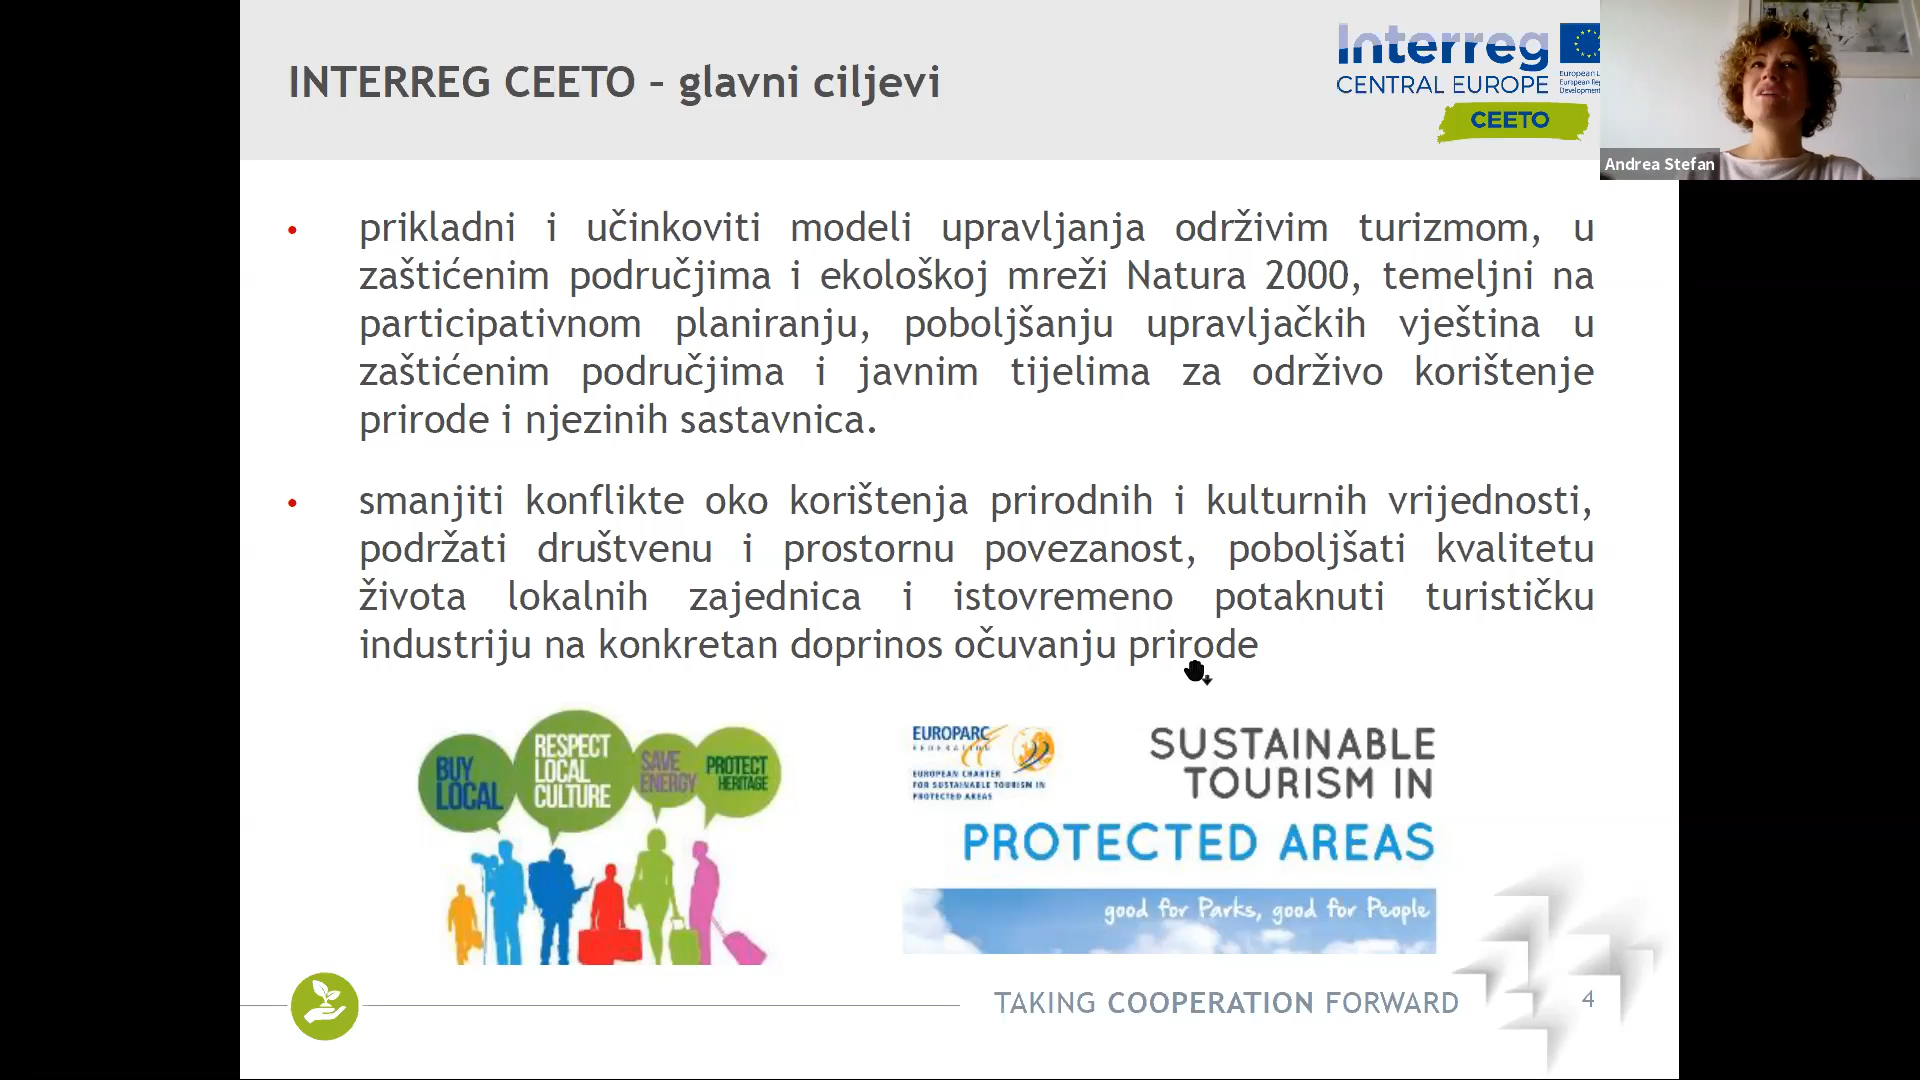 INTERREG CEETO – glavni ciljevi
Interreg
CENTRAL EUROPE
European
European
Development
CEETO
Andrea Stefan
• prikladni i učinkoviti modeli upravljanja održivim turizmom, u
zaštićenim područjima i ekološkoj mreži Natura 2000, temeljni na
participativnom planiranju, poboljšanju upravljačkih vještina u
zaštićenim područjima i javnim tijelima za održivo korištenje
prirode i njezinih sastavnica.
• smanjiti konflikte oko korištenja prirodnih i kulturnih vrijednosti,
podržati društvenu i prostornu povezanost, poboljšati kvalitetu
života lokalnih zajednica i istovremeno potaknuti turističku
industriju na konkretan doprinos očuvanju prirode
BUY
LOCAL
RESPECT
LOCAL
CULTURE
SAVE
ENERGY
PROTECT
HERITAGE
EUROPARC
FEDERATION
EUROPEAN CHARTER
FOR SUSTAINABLE TOURISM IN
PROTECTED AREAS
SUSTAINABLE
TOURISM IN
PROTECTED AREAS
good for Parks, good for People
TAKING COOPERATION FORWARD
4